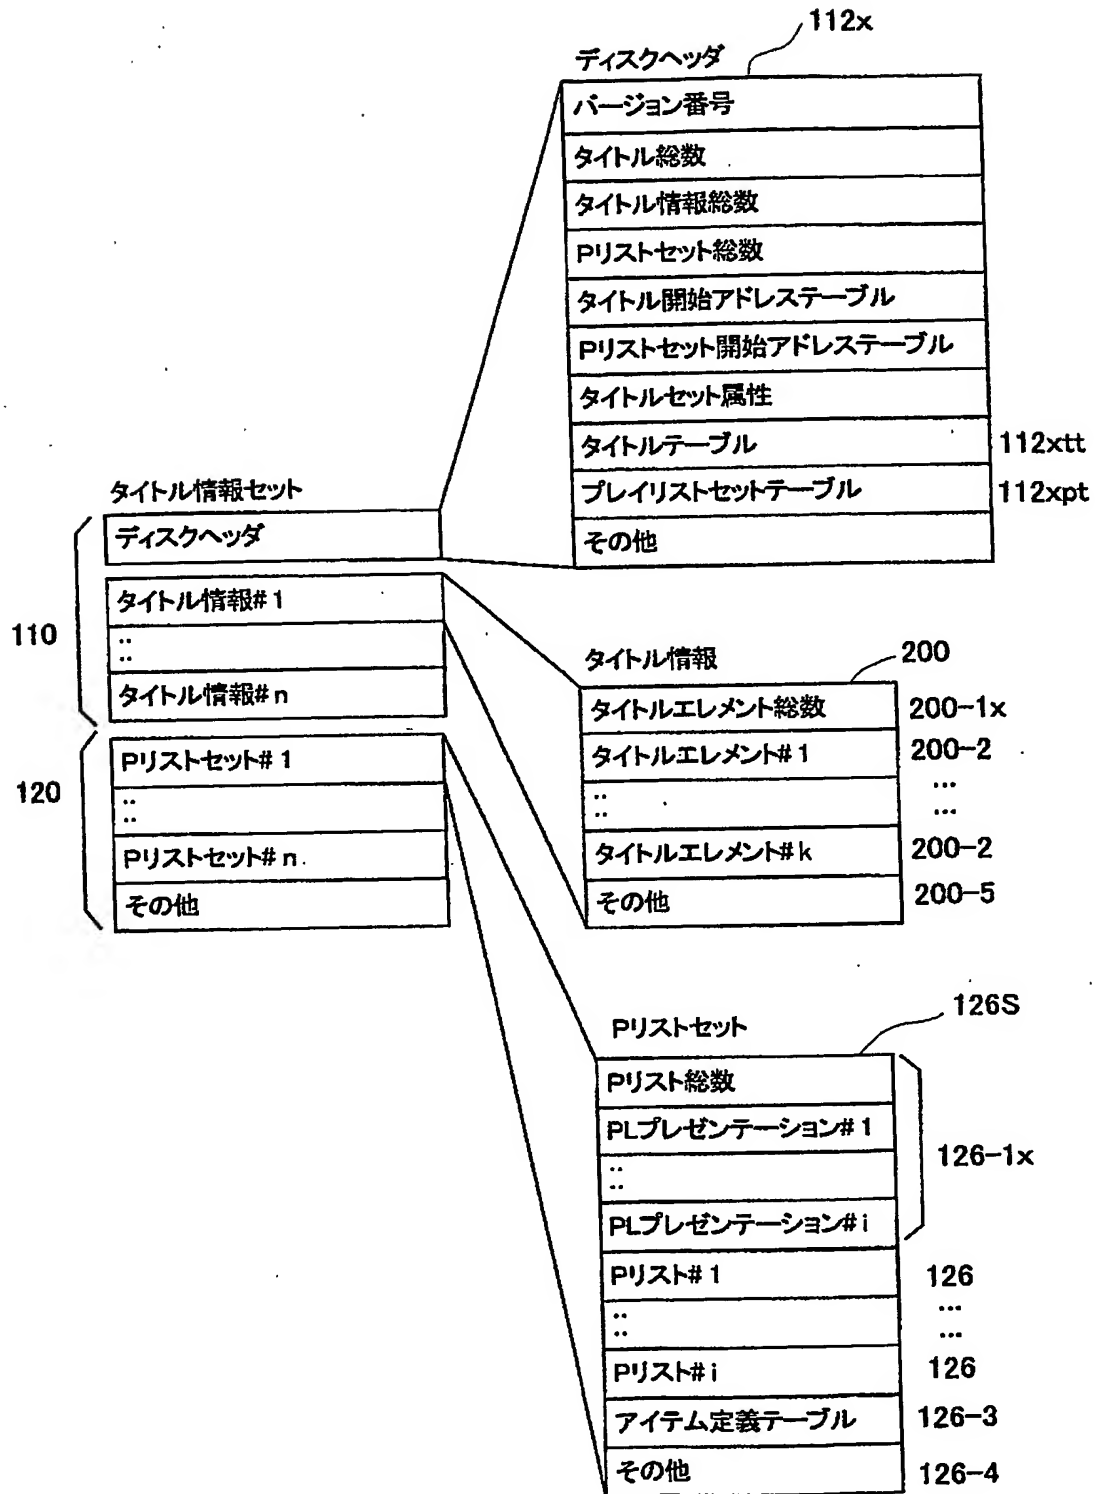 112x
ディスクヘッダ
バージョン番号
タイトル総数
タイトル情報総数
Pリストセット総数
タイトル開始アドレステーブル
Pリストセット開始アドレステーブル
タイトルセット属性
タイトルテーブル 112xtt
プレイリストセットテーブル 112xpt
その他
タイトル情報セット
ディスクヘッダ
タイトル情報#1
::
タイトル情報#n
110
Pリストセット#1
::
Pリストセット#n
その他
120
タイトル情報 200
タイトルエレメント総数 200-1x
タイトルエレメント#1 200-2
:: ...
...
タイトルエレメント#k 200-2
その他 200-5
Pリストセット 126S
Pリスト総数
PLプレゼンテーション#1
::
PLプレゼンテーション#i
126-1x
Pリスト#1 126
:: ...
...
Pリスト#i 126
アイテム定義テーブル 126-3
その他 126-4